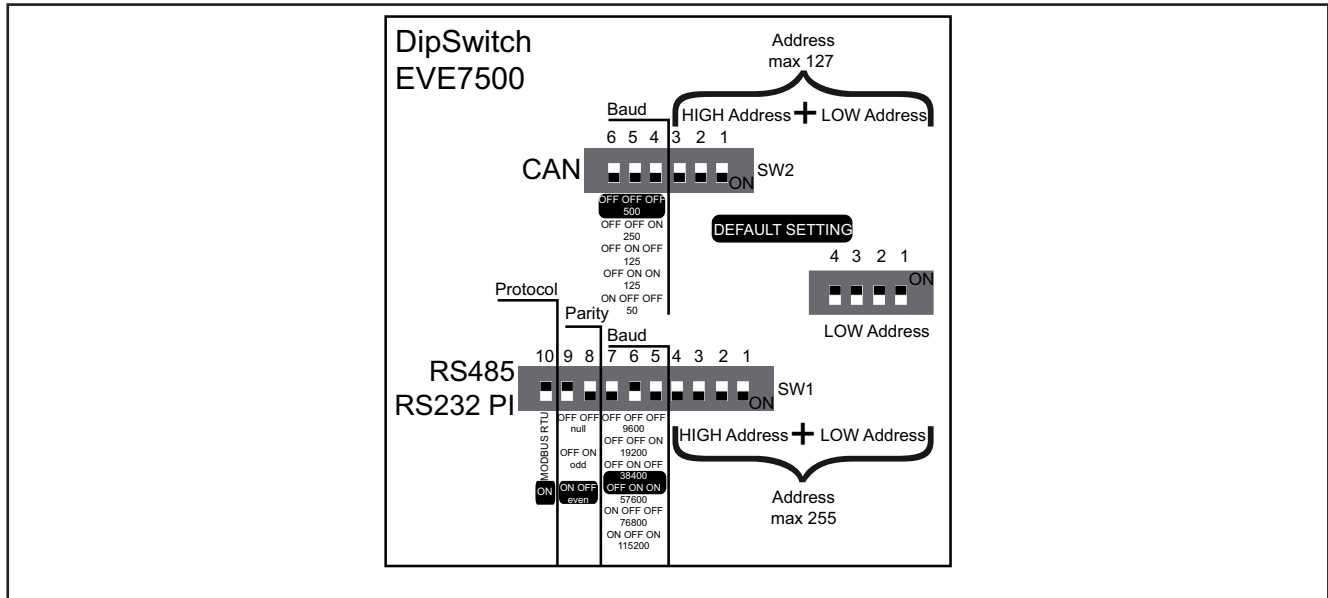 DipSwitch
EVE7500
Address
max 127
Baud
HIGH Address + LOW Address
6 5 4 3 2 1
CAN
SW2
ON
OFF OFF OFF
500
OFF OFF ON
250
OFF ON OFF
125
OFF ON ON
125
ON OFF OFF
50
DEFAULT SETTING
4 3 2 1
ON
LOW Address
Protocol
Parity
Baud
10 9 8 7 6 5 4 3 2 1
RS485
RS232 PI
SW1
ON
MODBUS RTU
ON
OFF OFF
null
OFF ON
odd
ON OFF
even
OFF OFF OFF
9600
OFF OFF ON
19200
OFF ON OFF
38400
OFF ON ON
57600
ON OFF OFF
76800
ON OFF ON
115200
HIGH Address + LOW Address
Address
max 255